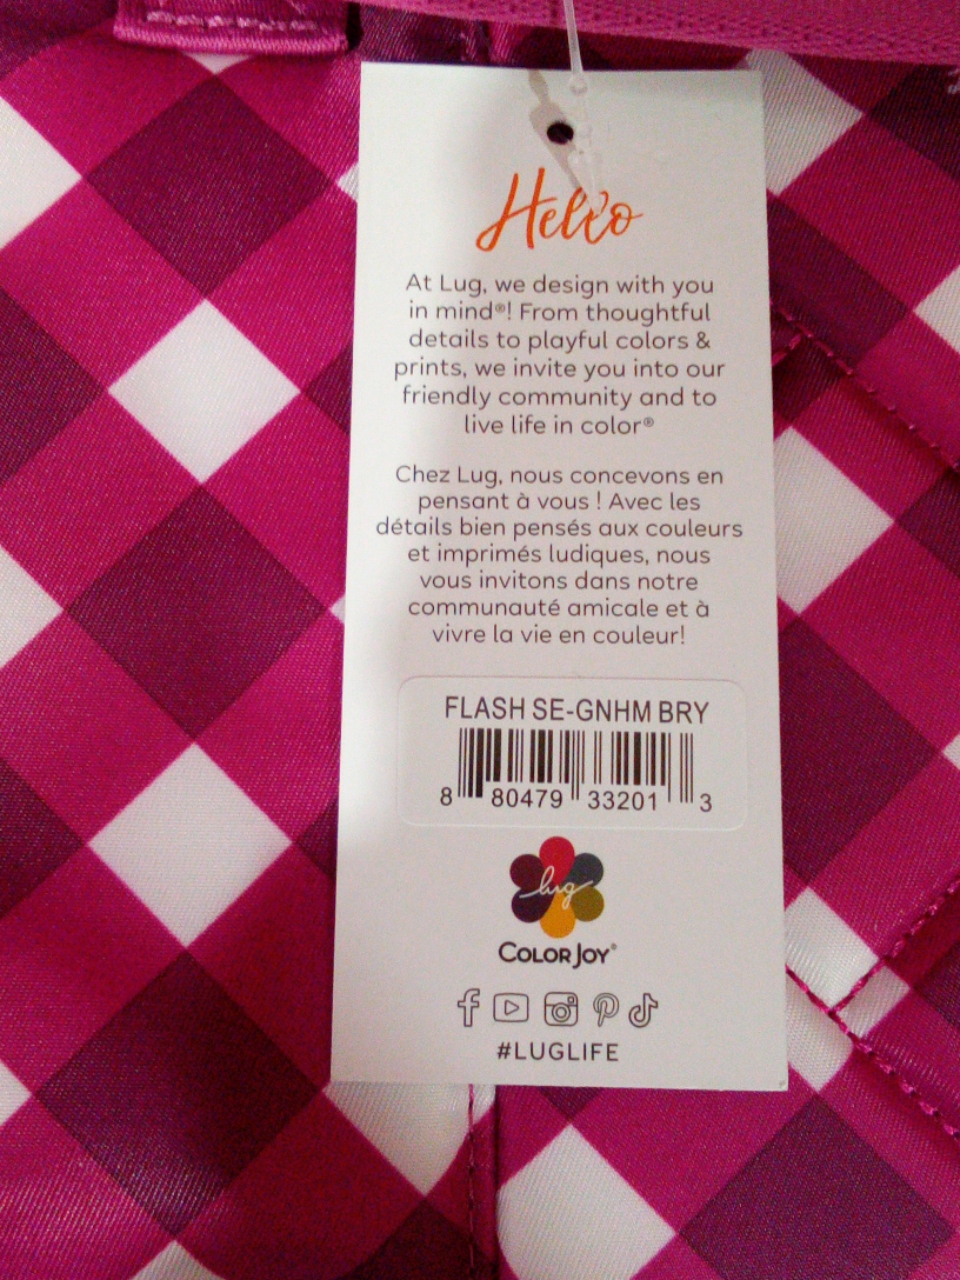 Hello
At Lug, we design with you
in mind®! From thoughtful
details to playful colors &
prints, we invite you into our
friendly community and to
live life in color®
Chez Lug, nous concevons en
pensant à vous ! Avec les
détails bien pensés aux couleurs
et imprimés ludiques, nous
vous invitons dans notre
communauté amicale et à
vivre la vie en couleur!
FLASH SE-GNHM BRY
8 80479 33201 3
lug
COLOR JOY®
#LUGLIFE